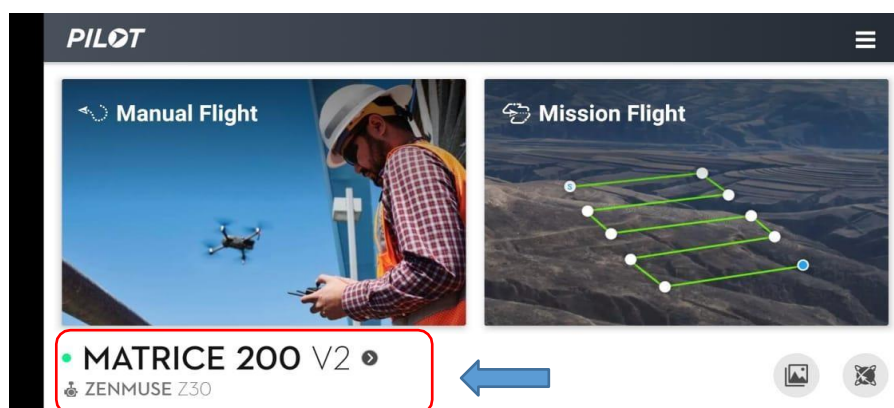 PILOT
Manual Flight
Mission Flight
S
MATRICE 200 V2
ZENMUSE Z30